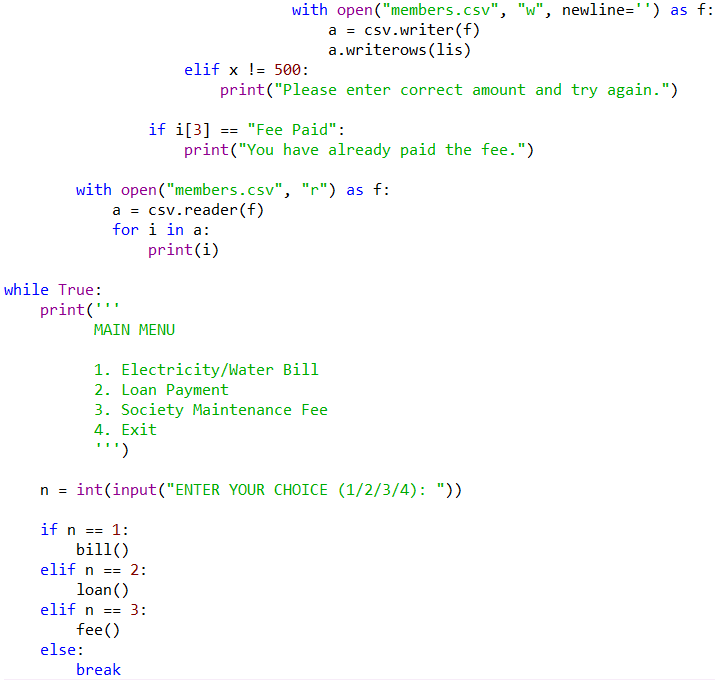 with open("members.csv", "w", newline='') as f:
                                    a = csv.writer(f)
                                    a.writerows(lis)
                    elif x != 500:
                        print("Please enter correct amount and try again.")

                if i[3] == "Fee Paid":
                    print("You have already paid the fee.")

        with open("members.csv", "r") as f:
            a = csv.reader(f)
            for i in a:
                print(i)

while True:
    print('''
          MAIN MENU

          1. Electricity/Water Bill
          2. Loan Payment
          3. Society Maintenance Fee
          4. Exit
          ''')

    n = int(input("ENTER YOUR CHOICE (1/2/3/4): "))

    if n == 1:
        bill()
    elif n == 2:
        loan()
    elif n == 3:
        fee()
    else:
        break